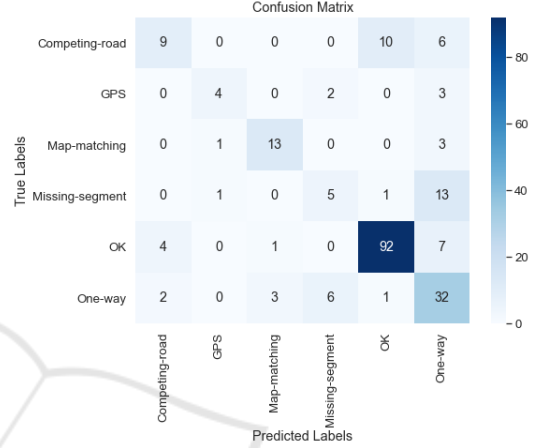 Confusion Matrix
Competing-road 9 0 0 0 10 6
GPS 0 4 0 2 0 3
Map-matching 0 1 13 0 0 3
Missing-segment 0 1 0 5 1 13
OK 4 0 1 0 92 7
One-way 2 0 3 6 1 32
True Labels
Competing-road
GPS
Map-matching
Missing-segment
OK
One-way
Predicted Labels
80
60
40
20
0